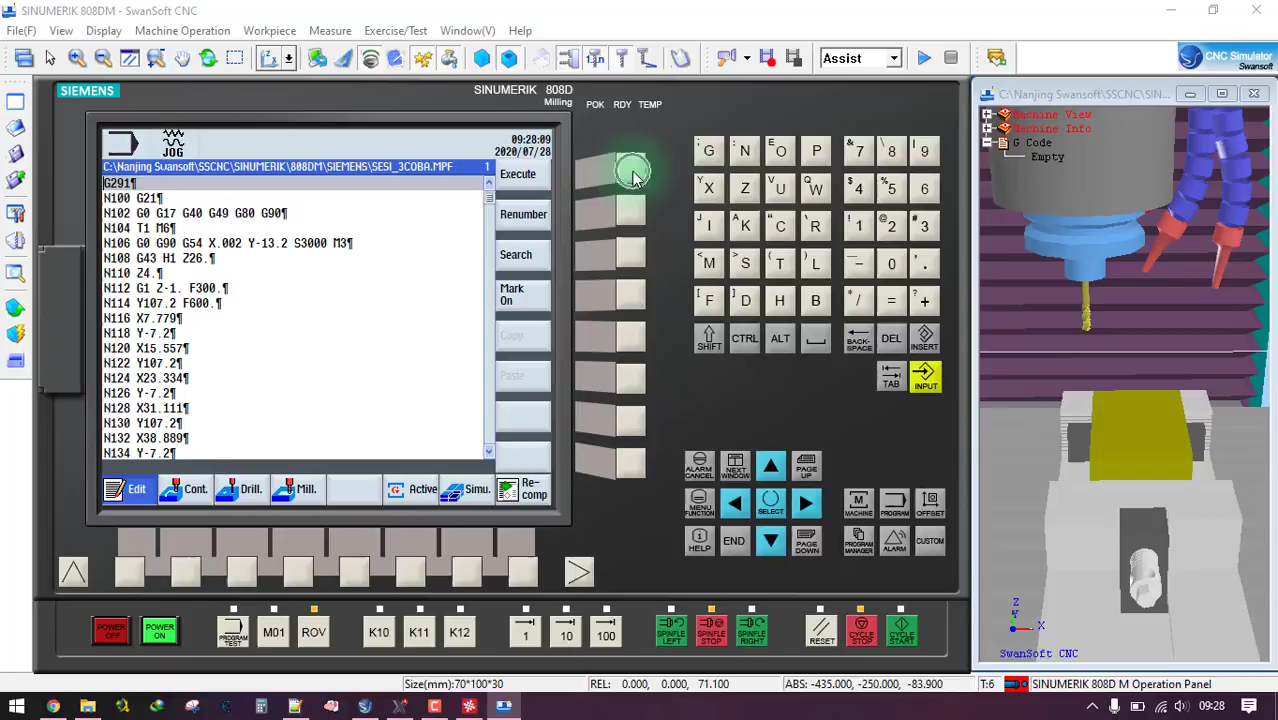 SINUMERIK 808DM - SwanSoft CNC
File(F) View Display Machine Operation Workpiece Measure Exercise/Test Window(V) Help
Assist
CNC Simulator
Swansoft
SIEMENS
SINUMERIK 808D
Milling
POK RDY TEMP
JOG
09:28:09
2020/07/28
C:\Nanjing Swansoft\SSCNC\SINUMERIK\808DM\SIEMENS\SESI_3COBA.MPF 1
G291¶
N100 G21¶
N102 G0 G17 G40 G49 G80 G90¶
N104 T1 M6¶
N106 G0 G90 G54 X.002 Y-13.2 S3000 M3¶
N108 G43 H1 Z26.¶
N110 Z4.¶
N112 G1 Z-1. F300.¶
N114 Y107.2 F600.¶
N116 X7.779¶
N118 Y-7.2¶
N120 X15.557¶
N122 Y107.2¶
N124 X23.334¶
N126 Y-7.2¶
N128 X31.111¶
N130 Y107.2¶
N132 X38.889¶
N134 Y-7.2¶
Execute
Renumber
Search
Mark
On
Copy
Paste
Edit Cont. Drill. Mill. Active Simu. Re-
comp
; G : N E O P & 7 \ 8 | 9
Y X Z V U Q W $ 4 % 5 6
J I A K " C ' R ! 1 @ 2 # 3
< M > S ( T ) L _ - 0 ' .
[ F ] D H B * / = ? +
SHIFT CTRL ALT BACK-
SPACE DEL INSERT
TAB INPUT
ALARM
CANCEL NEXT
WINDOW PAGE
UP
MENU
FUNCTION SELECT MACHINE PROGRAM OFFSET
HELP END PAGE
DOWN PROGRAM
MANAGER ALARM CUSTOM
POWER
OFF POWER
ON PROGRAM
TEST M01 ROV K10 K11 K12 1 10 100 SPINFLE
LEFT SPINFLE
STOP SPINFLE
RIGHT RESET CYCLE
STOP CYCLE
START
C:\Nanjing Swansoft\SSCNC\SIN...
Machine View
Machine Info
G Code
Empty
Z
Y
X
SwanSoft CNC
Size(mm):70*100*30 REL: 0.000, 0.000, 71.100 ABS: -435.000, -250.000, -83.900 T:6 SINUMERIK 808D M Operation Panel
09:28